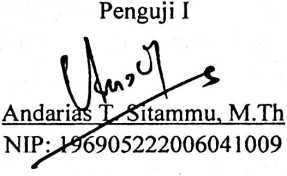 Penguji I
Andarias T. Sitammu, M.Th
NIP: 196905222006041009